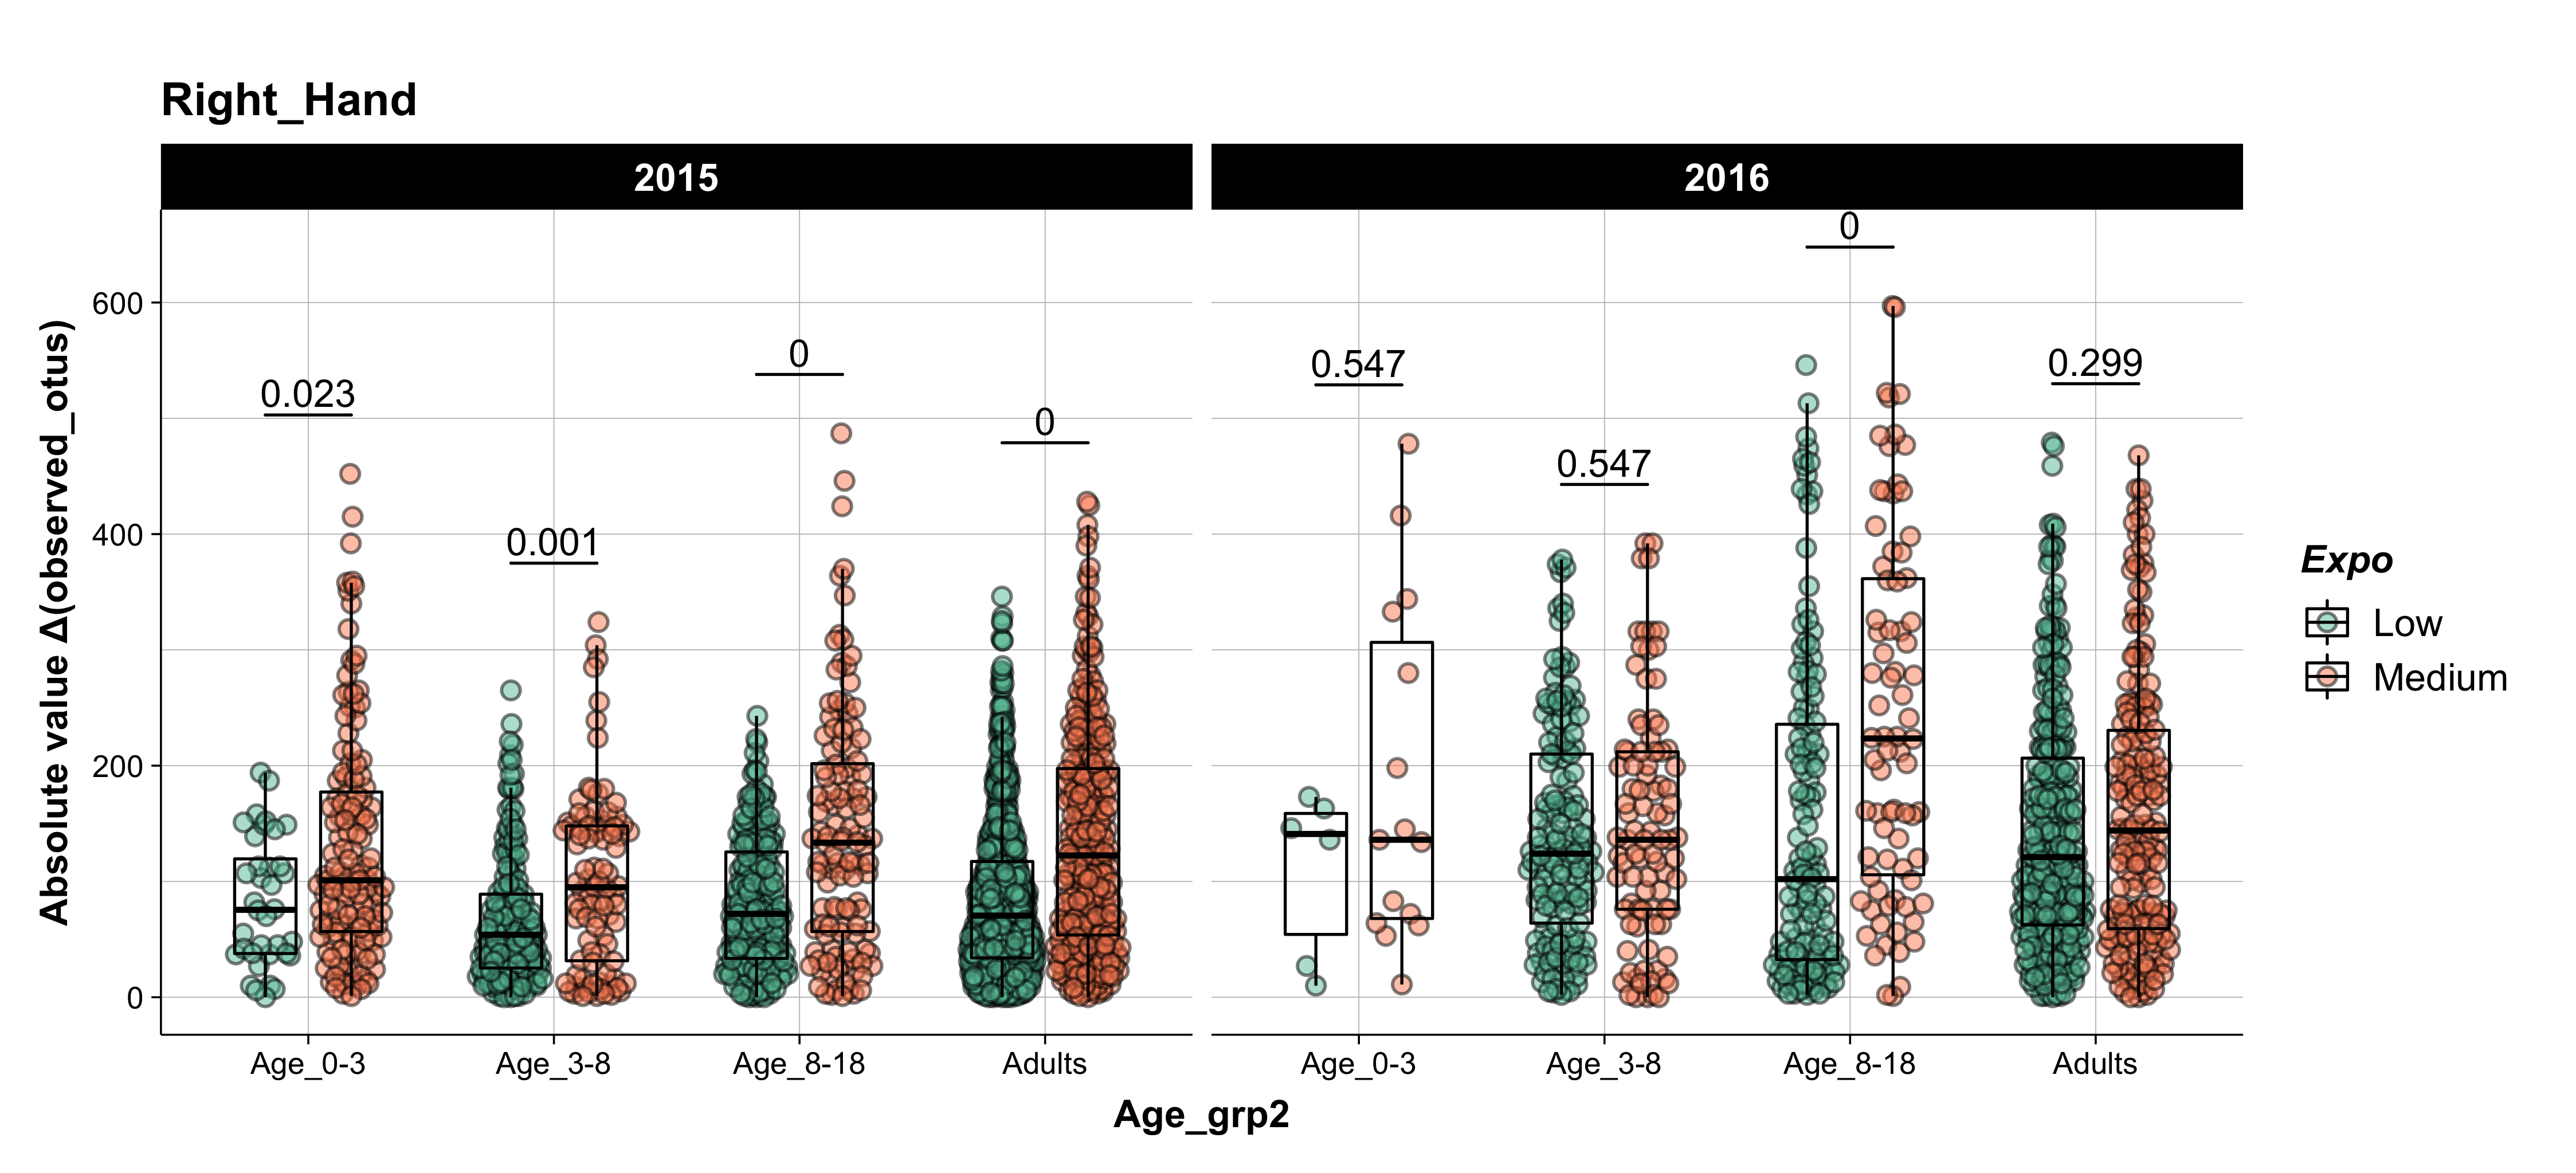 Right_Hand
2015
2016
Absolute value Δ(observed_otus)
600
400
200
0
0.023
0.001
0
0
0.547
0.547
0
0.299
Age_0-3
Age_3-8
Age_8-18
Adults
Age_0-3
Age_3-8
Age_8-18
Adults
Age_grp2
Expo
Low
Medium